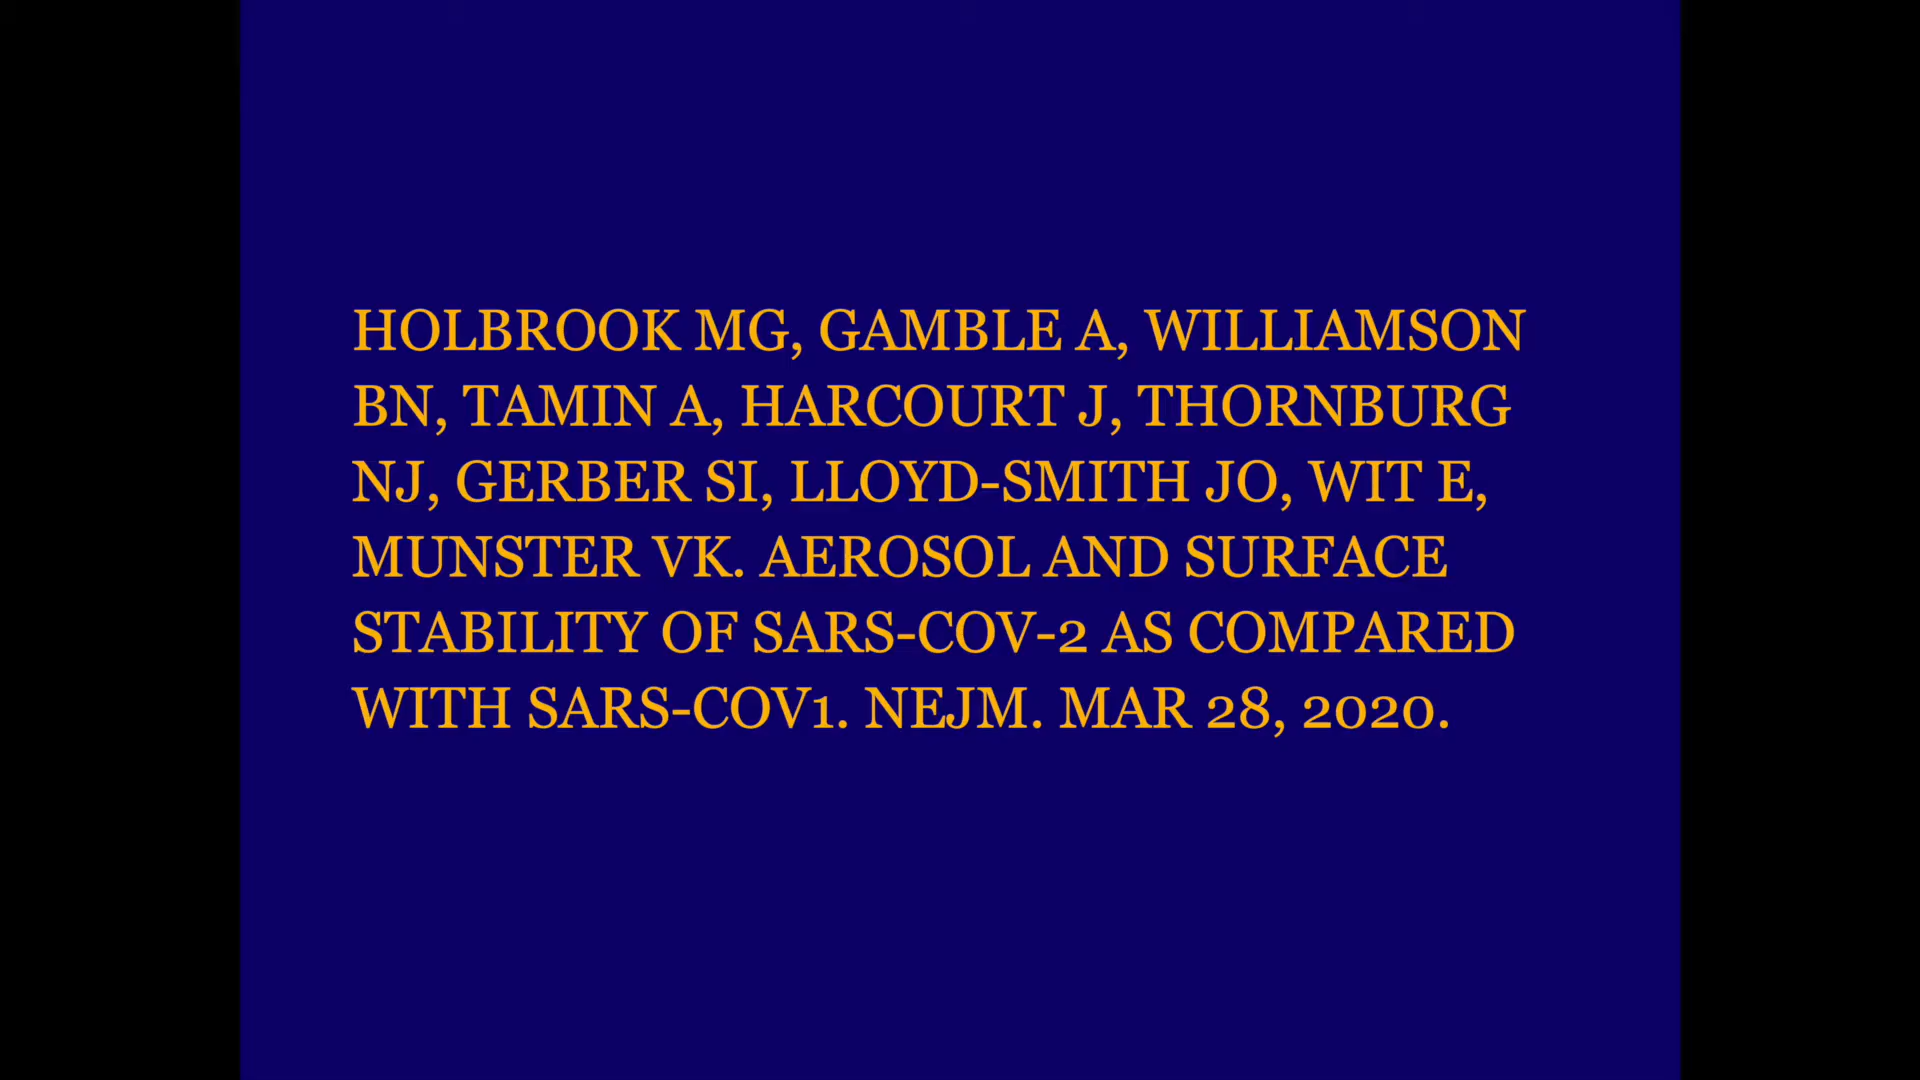 HOLBROOK MG, GAMBLE A, WILLIAMSON
BN, TAMIN A, HARCOURT J, THORNBURG
NJ, GERBER SI, LLOYD-SMITH JO, WIT E,
MUNSTER VK. AEROSOL AND SURFACE
STABILITY OF SARS-COV-2 AS COMPARED
WITH SARS-COV1. NEJM. MAR 28, 2020.